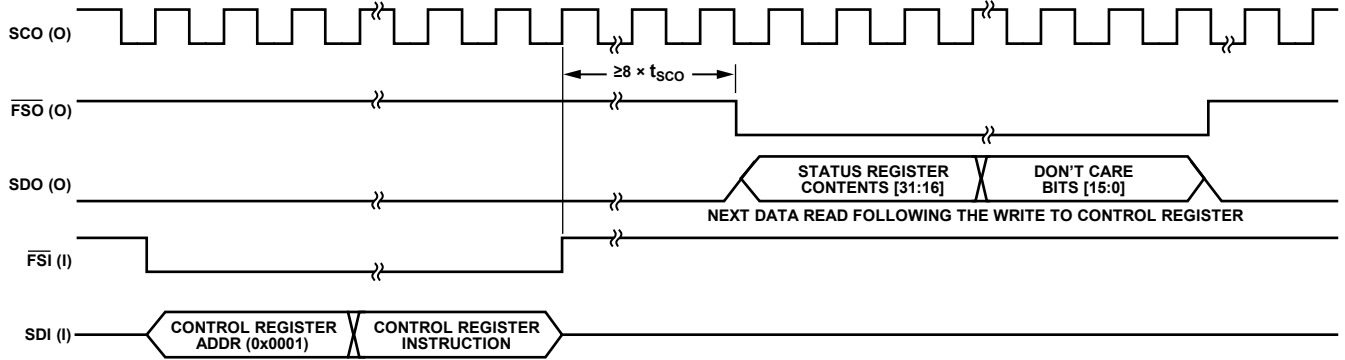 SCO (O)
≥8 × tSCO
FSO (O)
SDO (O)
STATUS REGISTER
CONTENTS [31:16]
DON'T CARE
BITS [15:0]
NEXT DATA READ FOLLOWING THE WRITE TO CONTROL REGISTER
FSI (I)
SDI (I)
CONTROL REGISTER
ADDR (0x0001)
CONTROL REGISTER
INSTRUCTION